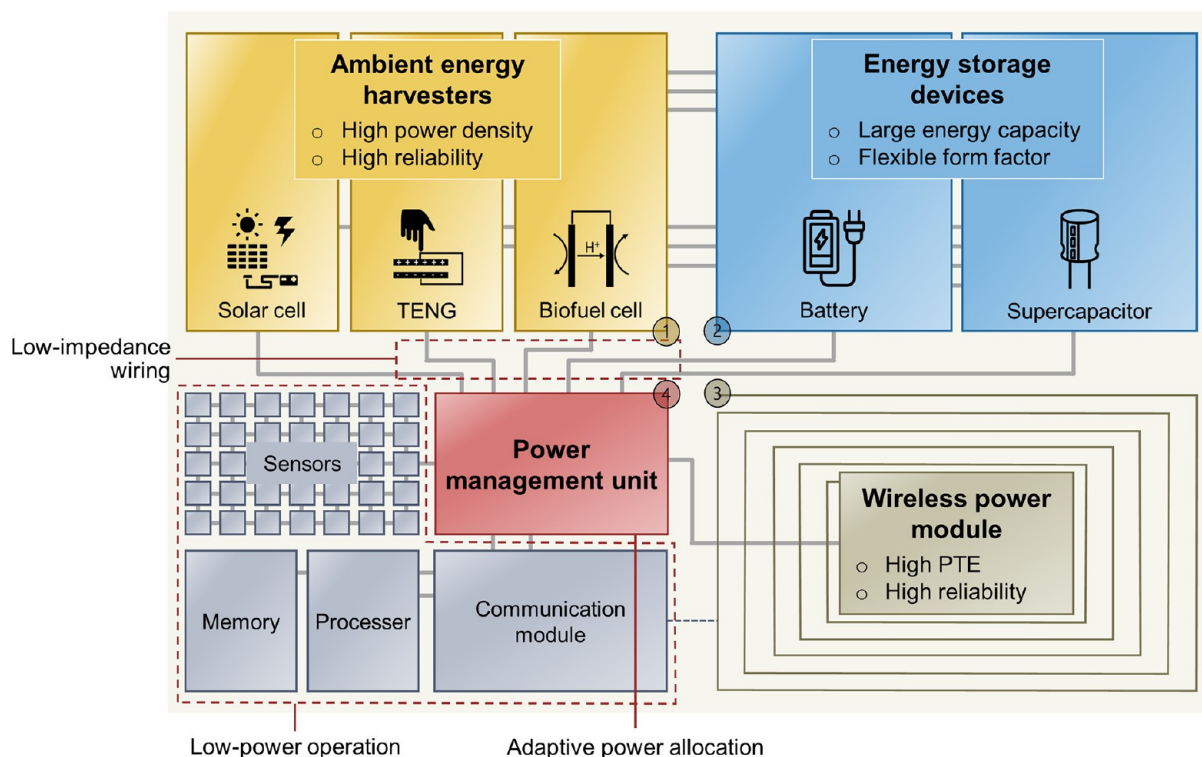 Ambient energy
harvesters
○ High power density
○ High reliability
Energy storage
devices
○ Large energy capacity
○ Flexible form factor
H⁺
Solar cell
TENG
Biofuel cell
Battery
Supercapacitor
1
2
Low-impedance
wiring
4
3
Sensors
Power
management unit
Wireless power
module
○ High PTE
○ High reliability
Memory
Processer
Communication
module
Low-power operation
Adaptive power allocation